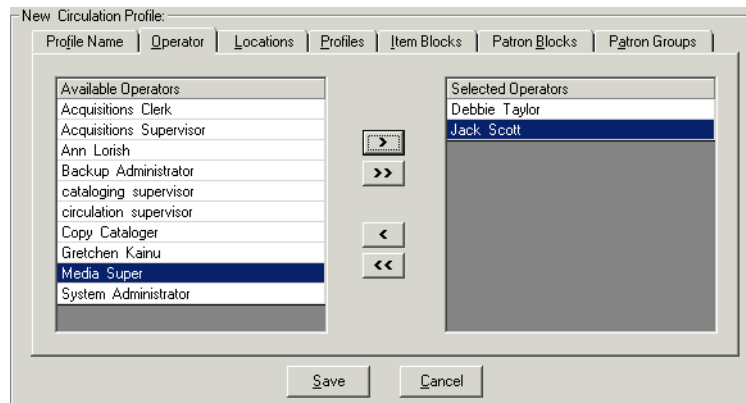 New Circulation Profile:
Profile Name Operator Locations Profiles Item Blocks Patron Blocks Patron Groups
Available Operators
Acquisitions Clerk
Acquisitions Supervisor
Ann Lorish
Backup Administrator
cataloging supervisor
circulation supervisor
Copy Cataloger
Gretchen Kainu
Media Super
System Administrator
>
>>
<
<<
Selected Operators
Debbie Taylor
Jack Scott
Save Cancel